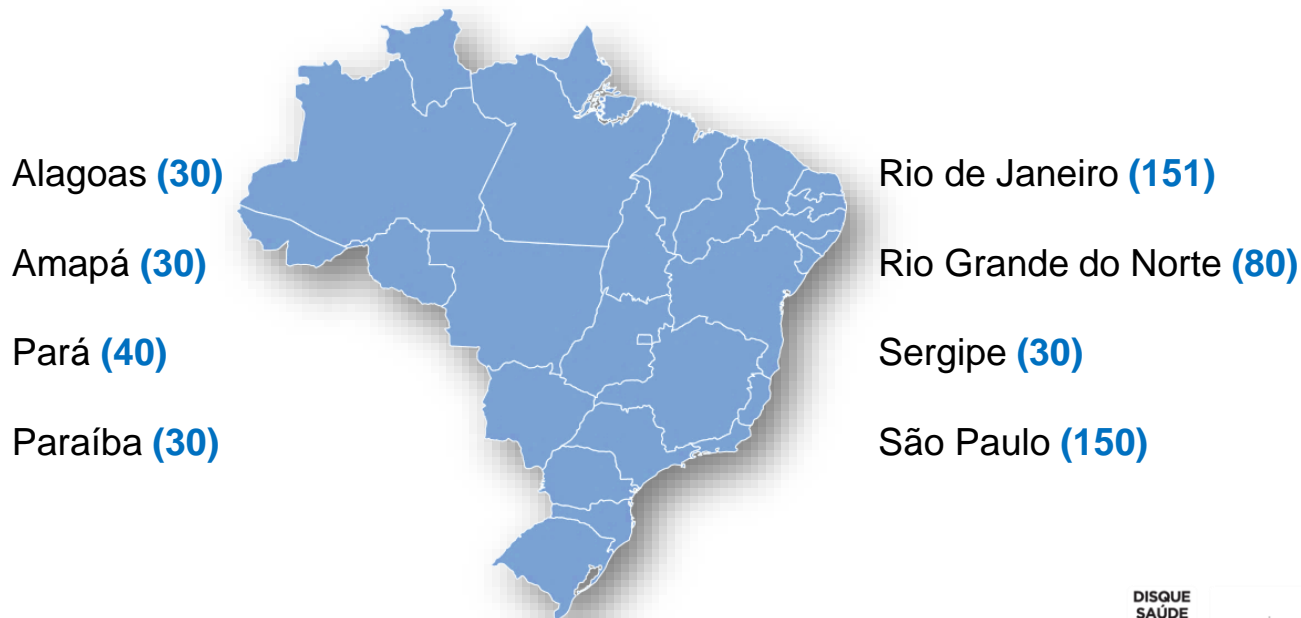 Alagoas (30)
Amapá (30)
Pará (40)
Paraíba (30)
Rio de Janeiro (151)
Rio Grande do Norte (80)
Sergipe (30)
São Paulo (150)
DISQUE
SAÚDE